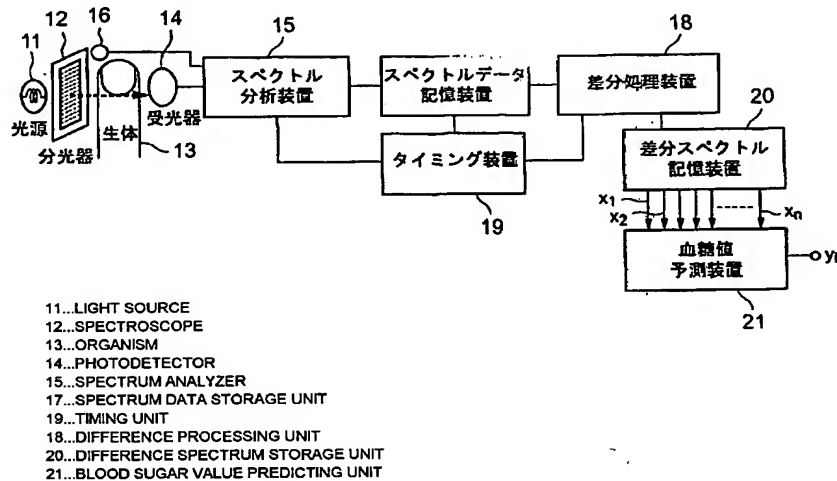 12
16
14
11
15
18
スペクトル
分析装置
スペクトルデータ
記憶装置
差分処理装置
20
光源
受光器
生体
分光器
13
タイミング装置
19
差分スペクトル
記憶装置
x1
x2
xn
血糖値
予測装置
21
11...LIGHT SOURCE
12...SPECTROSCOPE
13...ORGANISM
14...PHOTODETECTOR
15...SPECTRUM ANALYZER
17...SPECTRUM DATA STORAGE UNIT
19...TIMING UNIT
18...DIFFERENCE PROCESSING UNIT
20...DIFFERENCE SPECTRUM STORAGE UNIT
21...BLOOD SUGAR VALUE PREDICTING UNIT